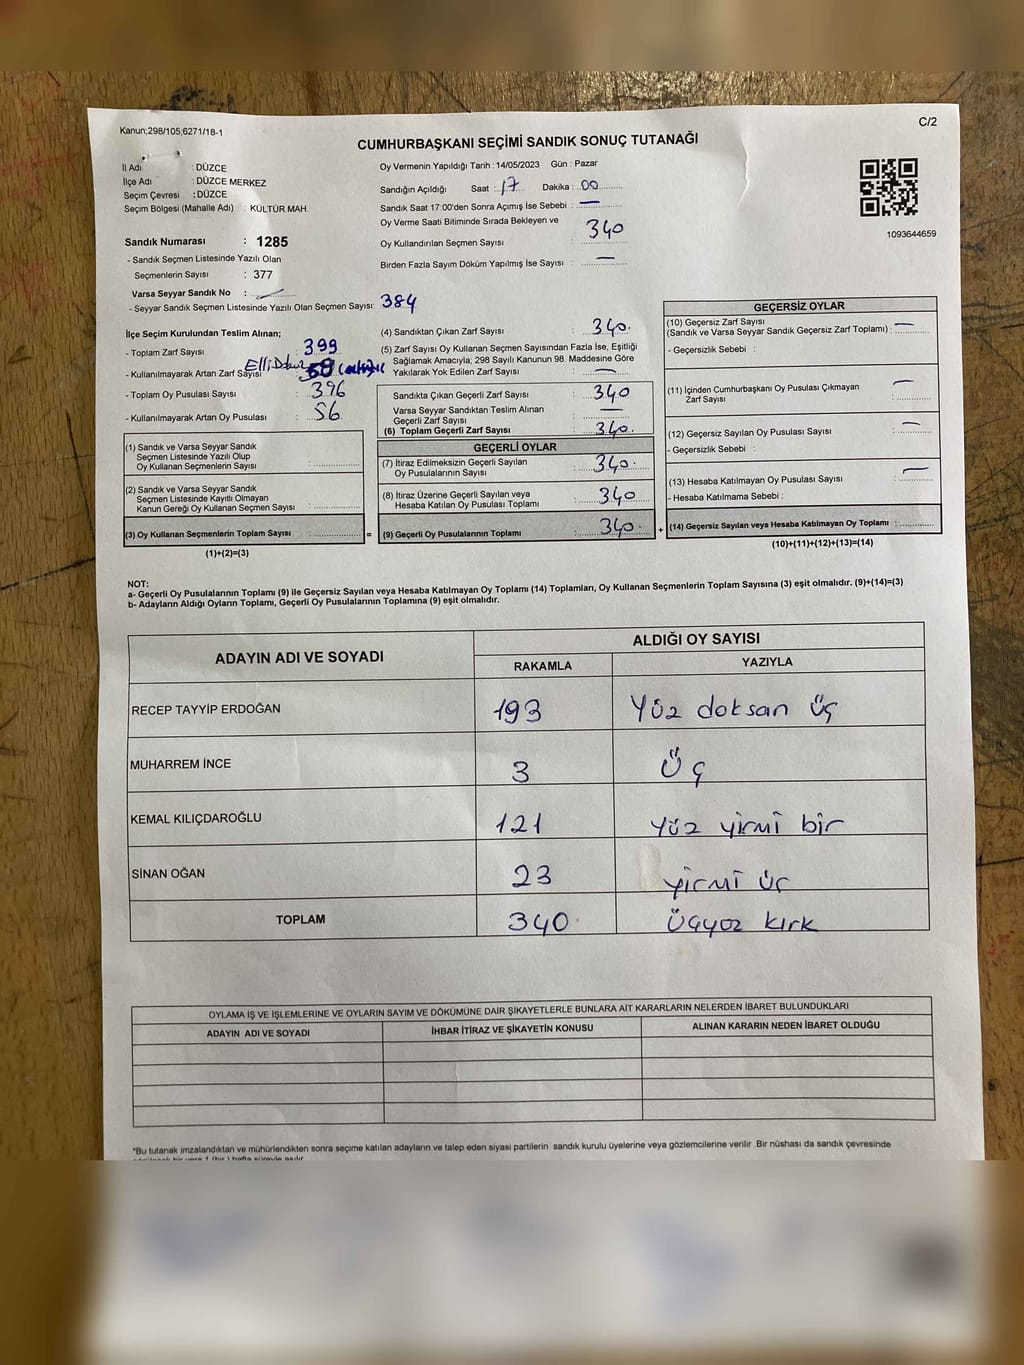 Kanun;298/105;6271/18-1
C/2
CUMHURBAŞKANI SEÇİMİ SANDIK SONUÇ TUTANAĞI
İl Adı : DÜZCE
İlçe Adı : DÜZCE MERKEZ
Seçim Çevresi : DÜZCE
Seçim Bölgesi (Mahalle Adı) : KÜLTÜR MAH.
Sandık Numarası : 1285
- Sandık Seçmen Listesinde Yazılı Olan
Seçmenlerin Sayısı : 377
Varsa Seyyar Sandık No :
- Seyyar Sandık Seçmen Listesinde Yazılı Olan Seçmen Sayısı: 384
Oy Vermenin Yapıldığı Tarih : 14/05/2023 Gün : Pazar
Sandığın Açıldığı Saat : 17 Dakika : 00
Sandık Saat 17:00'den Sonra Açımış İse Sebebi : —
Oy Verme Saati Bitiminde Sırada Bekleyen ve
Oy Kullandırılan Seçmen Sayısı : 340
Birden Fazla Sayım Döküm Yapılmış İse Sayısı : —
1093644659
İlçe Seçim Kurulundan Teslim Alınan;
- Toplam Zarf Sayısı : 399
- Kullanılmayarak Artan Zarf Sayısı
- Toplam Oy Pusulası Sayısı : 396
- Kullanılmayarak Artan Oy Pusulası : 56
(1) Sandık ve Varsa Seyyar Sandık
Seçmen Listesinde Yazılı Olup
Oy Kullanan Seçmenlerin Sayısı :
(2) Sandık ve Varsa Seyyar Sandık
Seçmen Listesinde Kayıtlı Olmayan
Kanun Gereği Oy Kullanan Seçmen Sayısı :
(3) Oy Kullanan Seçmenlerin Toplam Sayısı : =
(1)+(2)=(3)
(4) Sandıktan Çıkan Zarf Sayısı : 340.
(5) Zarf Sayısı Oy Kullanan Seçmen Sayısından Fazla İse, Eşitliği
Sağlamak Amacıyla; 298 Sayılı Kanunun 98. Maddesine Göre
Yakılarak Yok Edilen Zarf Sayısı : —
Sandıkta Çıkan Geçerli Zarf Sayısı : 340
Varsa Seyyar Sandıktan Teslim Alınan
Geçerli Zarf Sayısı : —
(6) Toplam Geçerli Zarf Sayısı : 340.
GEÇERLİ OYLAR
(7) İtiraz Edilmeksizin Geçerli Sayılan
Oy Pusulalarının Sayısı : 340.
(8) İtiraz Üzerine Geçerli Sayılan veya
Hesaba Katılan Oy Pusulası Toplamı : 340
(9) Geçerli Oy Pusulalarının Toplamı : 340. +
GEÇERSİZ OYLAR
(10) Geçersiz Zarf Sayısı
(Sandık ve Varsa Seyyar Sandık Geçersiz Zarf Toplamı) : —
- Geçersizlik Sebebi :
(11) İçinden Cumhurbaşkanı Oy Pusulası Çıkmayan
Zarf Sayısı : —
(12) Geçersiz Sayılan Oy Pusulası Sayısı : —
- Geçersizlik Sebebi :
(13) Hesaba Katılmayan Oy Pusulası Sayısı : —
- Hesaba Katılmama Sebebi :
(14) Geçersiz Sayılan veya Hesaba Katılmayan Oy Toplamı :
(10)+(11)+(12)+(13)=(14)
NOT:
a- Geçerli Oy Pusulalarının Toplamı (9) ile Geçersiz Sayılan veya Hesaba Katılmayan Oy Toplamı (14) Toplamları, Oy Kullanan Seçmenlerin Toplam Sayısına (3) eşit olmalıdır. (9)+(14)=(3)
b- Adayların Aldığı Oyların Toplamı, Geçerli Oy Pusulalarının Toplamına (9) eşit olmalıdır.
ADAYIN ADI VE SOYADI ALDIĞI OY SAYISI
RAKAMLA YAZIYLA
RECEP TAYYİP ERDOĞAN 193 Yüz doksan üç
MUHARREM İNCE 3 Üç
KEMAL KILIÇDAROĞLU 121 Yüz yirmi bir
SİNAN OĞAN 23 yirmi üç
TOPLAM 340 Üçyüz kırk
OYLAMA İŞ VE İŞLEMLERİNE VE OYLARIN SAYIM VE DÖKÜMÜNE DAİR ŞİKAYETLERLE BUNLARA AİT KARARLARIN NELERDEN İBARET BULUNDUKLARI
ADAYIN ADI VE SOYADI İHBAR İTİRAZ VE ŞİKAYETİN KONUSU ALINAN KARARIN NEDEN İBARET OLDUĞU
*Bu tutanak imzalandıktan ve mühürlendikten sonra seçime katılan adayların ve talep eden siyasi partilerin sandık kurulu üyelerine veya gözlemcilerine verilir .Bir nüshası da sandık çevresinde